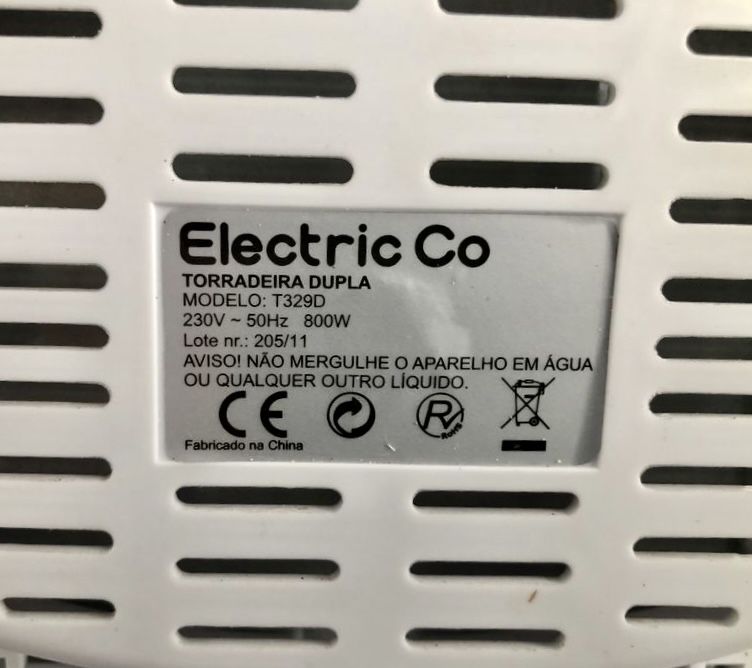 Electric Co
TORRADEIRA DUPLA
MODELO: T329D
230V ~ 50Hz 800W
Lote nr.: 205/11
AVISO! NÃO MERGULHE O APARELHO EM ÁGUA
OU QUALQUER OUTRO LÍQUIDO.
CE
R
RoHS
Fabricado na China